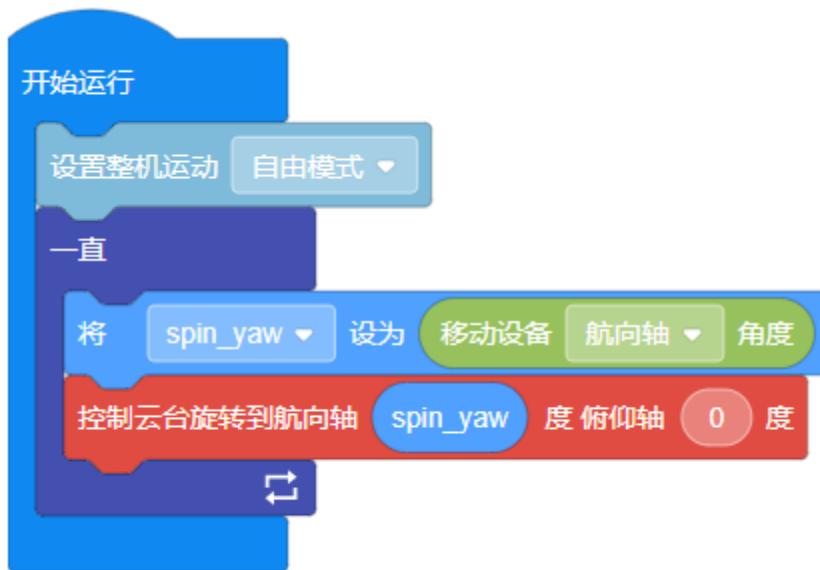 开始运行
设置整机运动 自由模式
一直
将 spin_yaw 设为 移动设备 航向轴 角度
控制云台旋转到航向轴 spin_yaw 度 俯仰轴 0 度